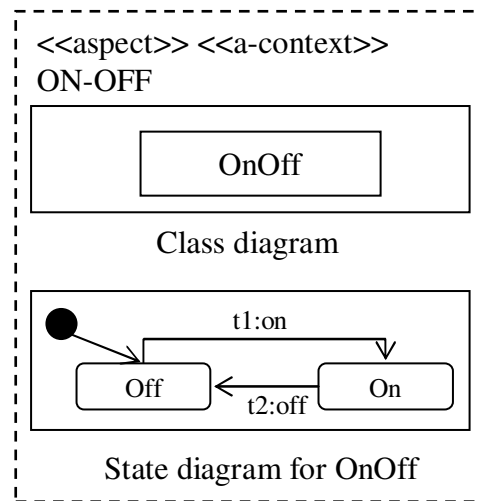 <<aspect>> <<a-context>>
ON-OFF
OnOff
Class diagram
t1:on
Off
On
t2:off
State diagram for OnOff